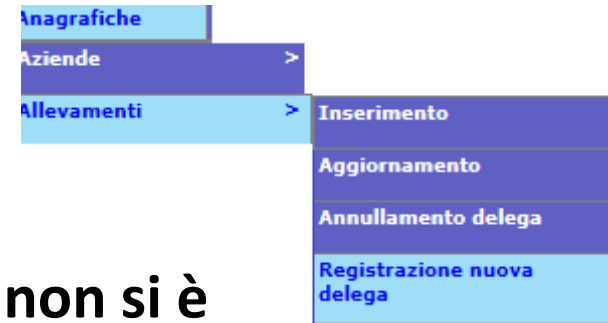 Anagrafiche
Aziende >
Allevamenti >
Inserimento
Aggiornamento
Annullamento delega
Registrazione nuova
delega
non si è